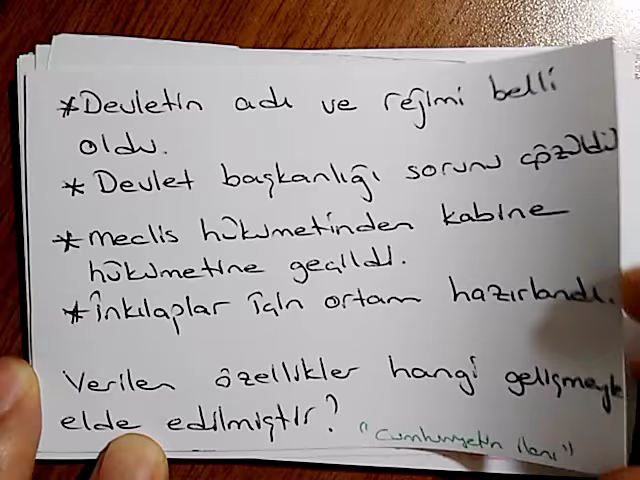 *Devletin adı ve rejimi belli
oldu.
* Devlet başkanlığı sorunu çözüldü
* meclis hükümetinden kabine
hükümetine geçildi.
* İnkılaplar için ortam hazırlandı.
Verilen özellikler hangi gelişmeyle
elde edilmiştir? "Cumhuriyetin ilanı"